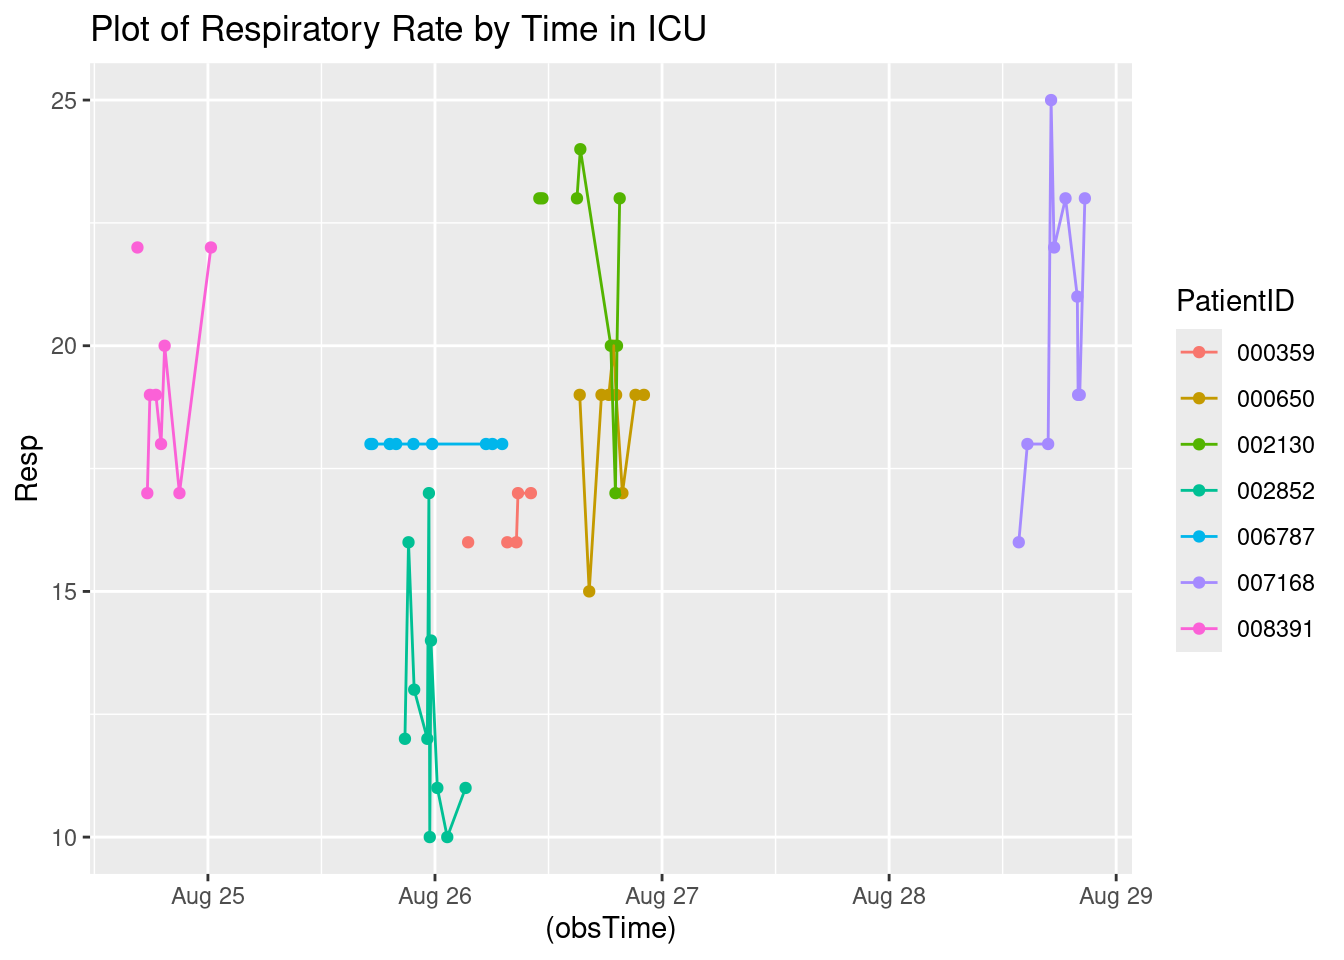 Plot of Respiratory Rate by Time in ICU
25
20
15
10
Resp
Aug 25
Aug 26
Aug 27
Aug 28
Aug 29
(obsTime)
PatientID
000359
000650
002130
002852
006787
007168
008391